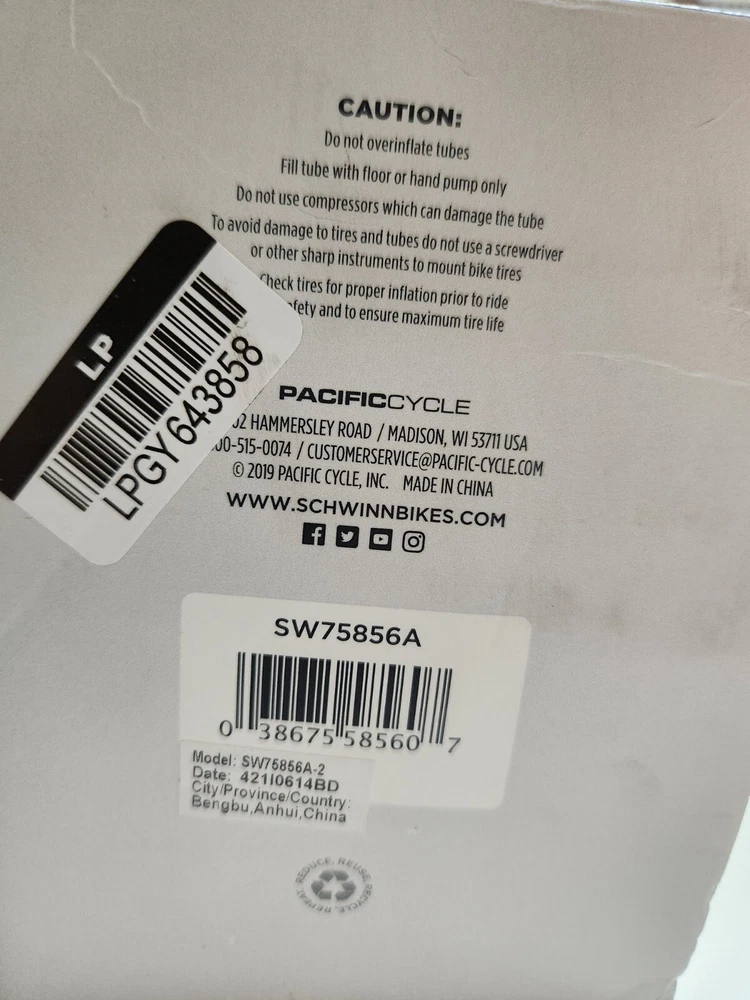 CAUTION:
Do not overinflate tubes
Fill tube with floor or hand pump only
Do not use compressors which can damage the tube
To avoid damage to tires and tubes do not use a screwdriver
or other sharp instruments to mount bike tires
Check tires for proper inflation prior to ride
and to ensure maximum tire life
LP
LPGY643858
PACIFICCYCLE
HAMMERSLEY ROAD / MADISON, WI 53711 USA
00-515-0074 / CUSTOMERSERVICE@PACIFIC-CYCLE.COM
© 2019 PACIFIC CYCLE, INC. MADE IN CHINA
WWW.SCHWINNBIKES.COM
SW75856A
0 38675 58560 7
Model: SW75856A-2
Date: 421I0614BD
City/Province/Country:
Bengbu,Anhui,China
REDUCE, REUSE, RECYCLE, REPEAT